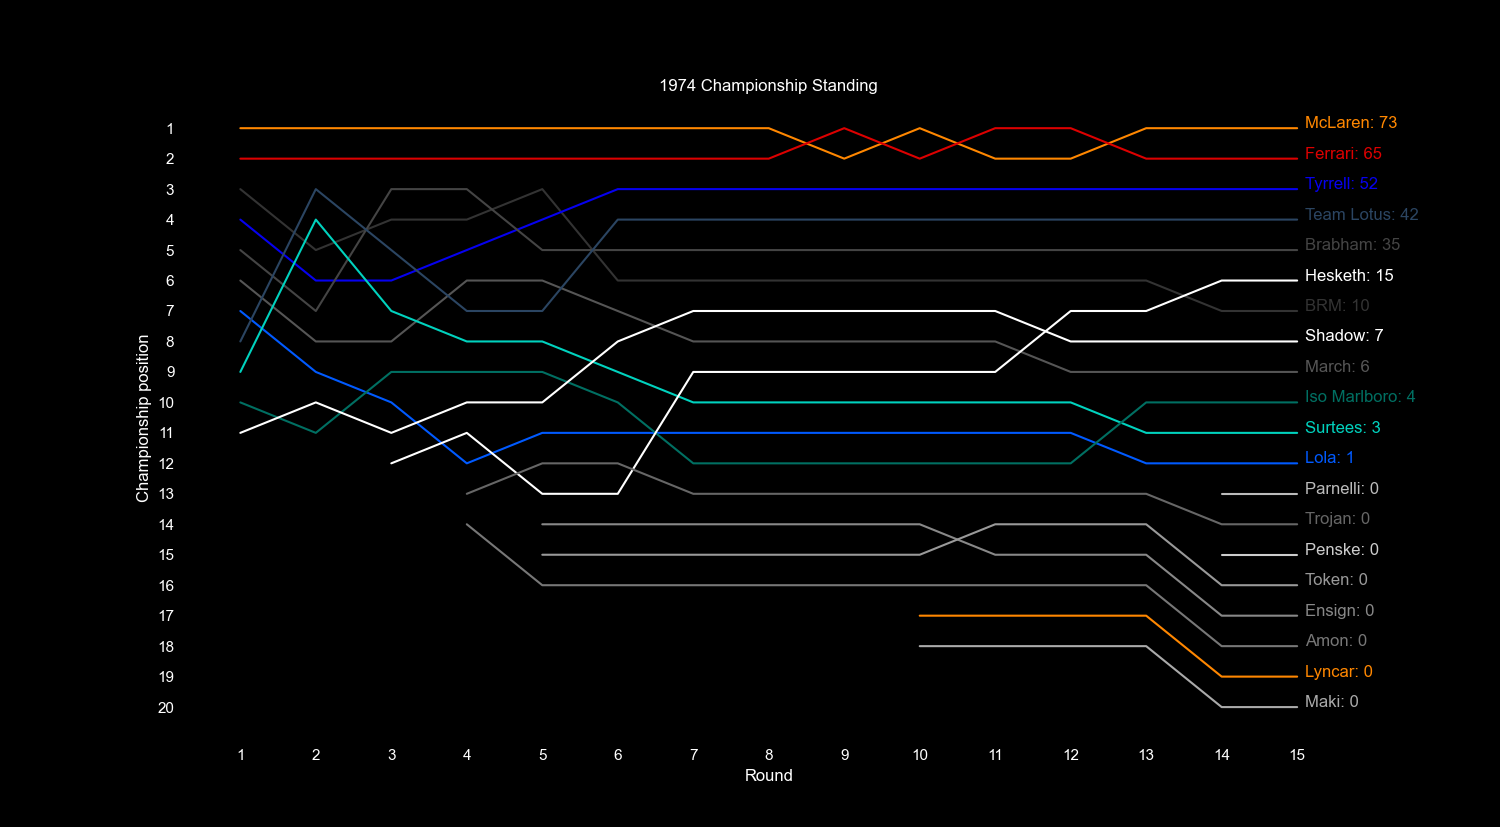 1974 Championship Standing
1
2
3
4
5
6
7
8
9
10
11
12
13
14
15
16
17
18
19
20
Championship position
McLaren: 73
Ferrari: 65
Tyrrell: 52
Team Lotus: 42
Brabham: 35
Hesketh: 15
BRM: 10
Shadow: 7
March: 6
Iso Marlboro: 4
Surtees: 3
Lola: 1
Parnelli: 0
Trojan: 0
Penske: 0
Token: 0
Ensign: 0
Amon: 0
Lyncar: 0
Maki: 0
1 2 3 4 5 6 7 8 9 10 11 12 13 14 15
Round